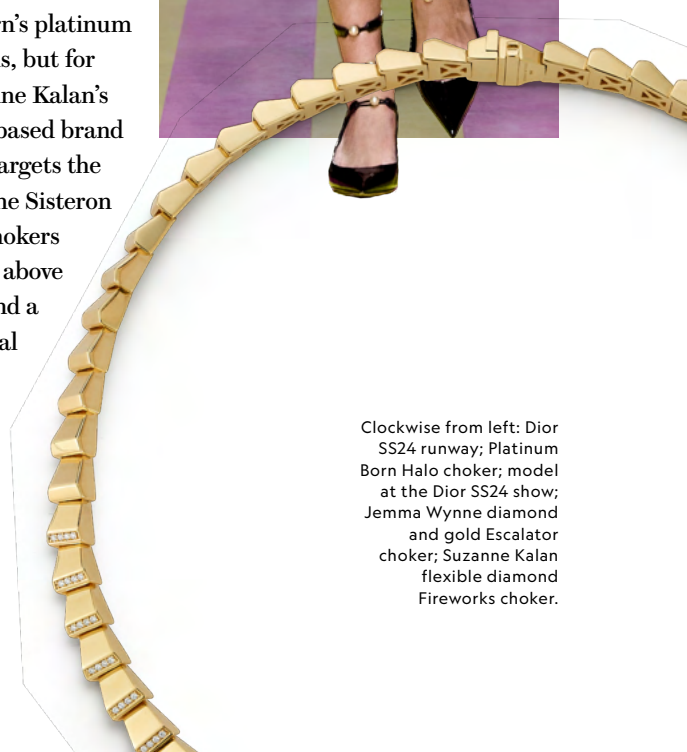 rn's platinum
s, but for
ne Kalan's
based brand
argets the
ne Sisteron
hokers
above
nd a
al
Clockwise from left: Dior
SS24 runway; Platinum
Born Halo choker; model
at the Dior SS24 show;
Jemma Wynne diamond
and gold Escalator
choker; Suzanne Kalan
flexible diamond
Fireworks choker.